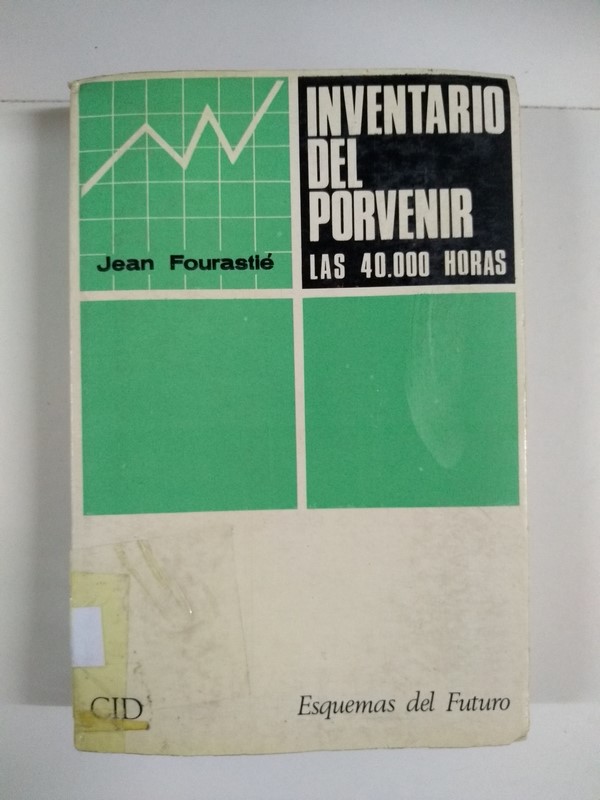 INVENTARIO
DEL
PORVENIR
LAS 40.000 HORAS
Jean Fourastié
CID
Esquemas del Futuro